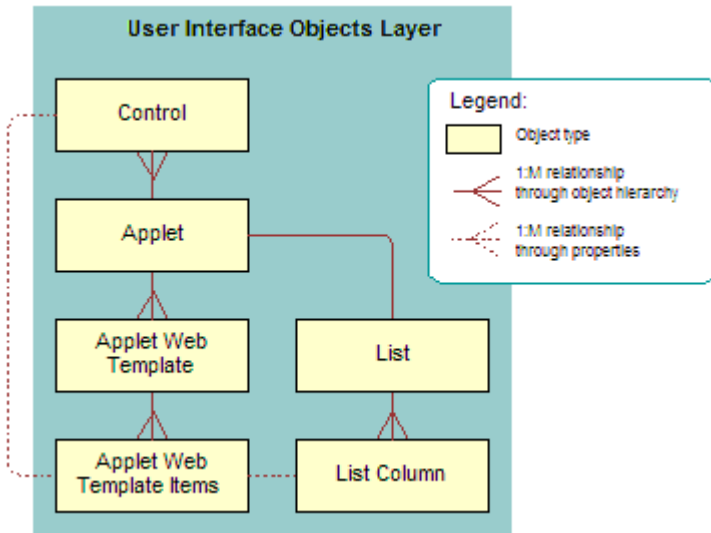 User Interface Objects Layer
Control
Applet
Applet Web
Template
List
Applet Web
Template Items
List Column
Legend:
Object type
1:M relationship
through object hierarchy
1:M relationship
through properties